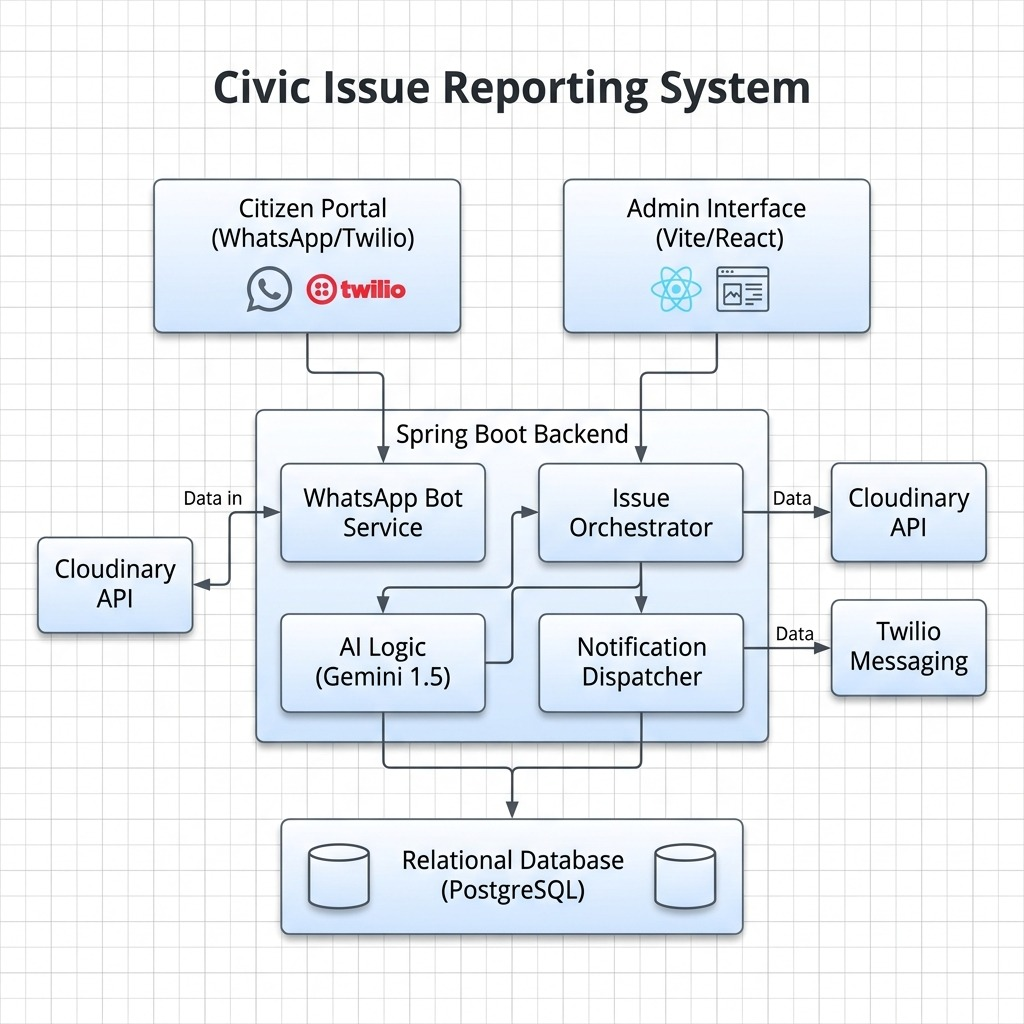 Civic Issue Reporting System
Citizen Portal
(WhatsApp/Twilio)
twilio
Admin Interface
(Vite/React)
Spring Boot Backend
Data in
WhatsApp Bot
Service
Issue
Orchestrator
Data
Cloudinary
API
Cloudinary
API
AI Logic
(Gemini 1.5)
Notification
Dispatcher
Data
Twilio
Messaging
Relational Database
(PostgreSQL)